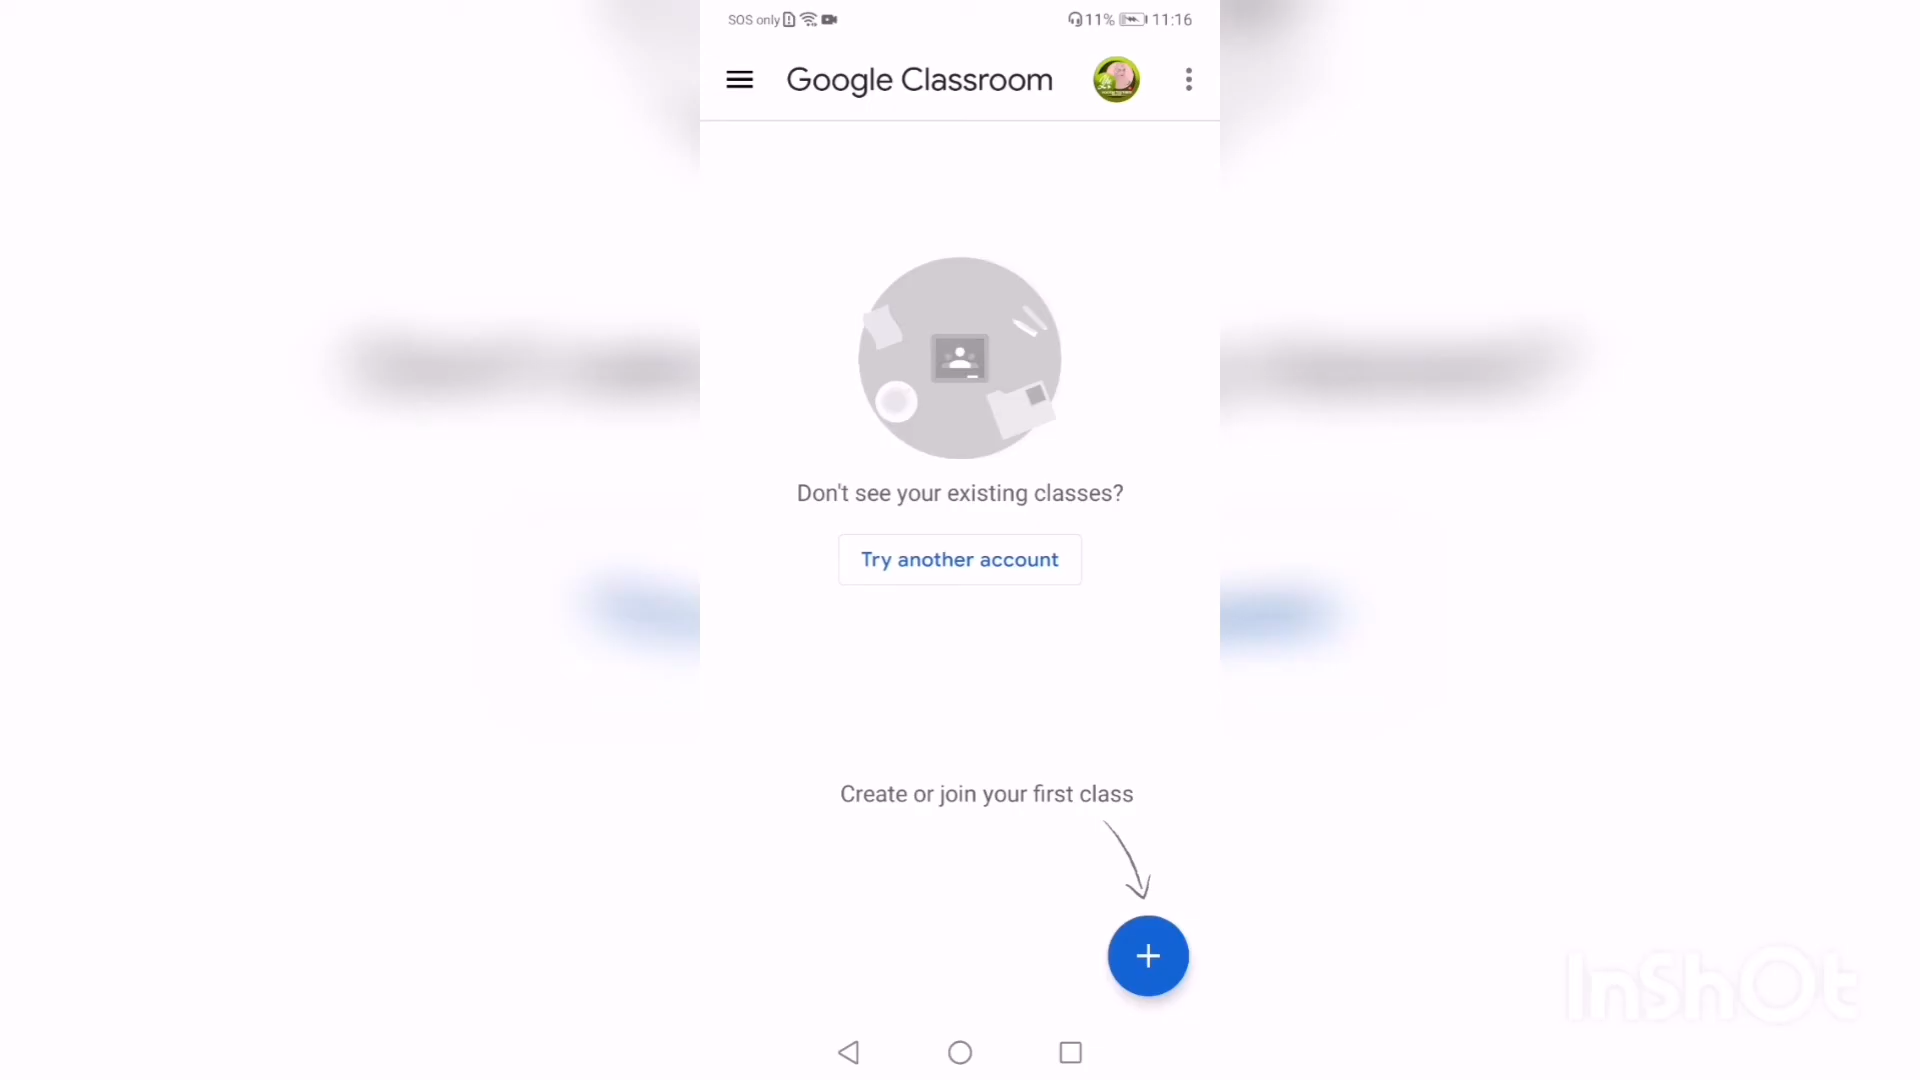 SOS only 11% 11:16
Google Classroom
Don't see your existing classes?
Try another account
Create or join your first class
InShOt